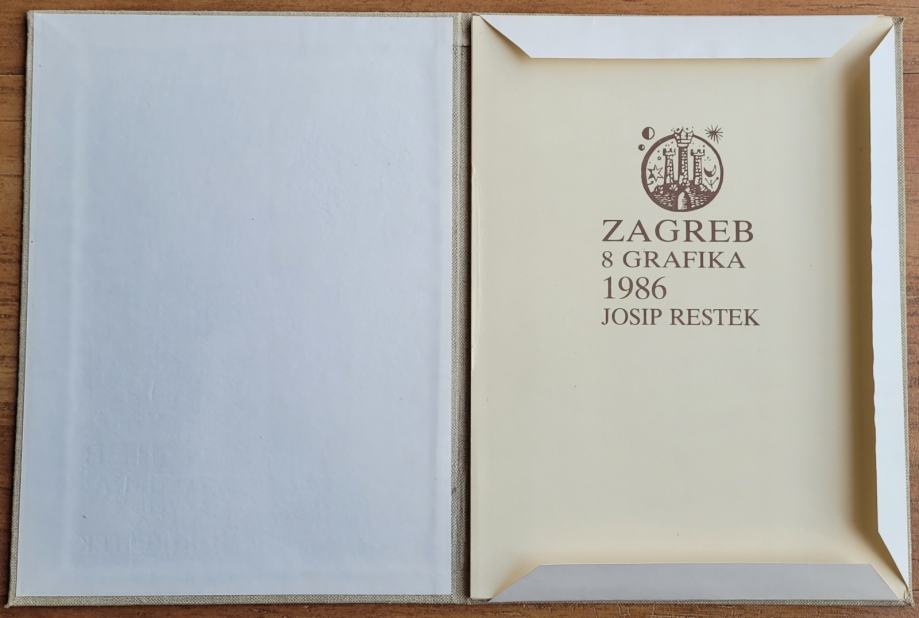 ZAGREB
8 GRAFIKA
1986
JOSIP RESTEK